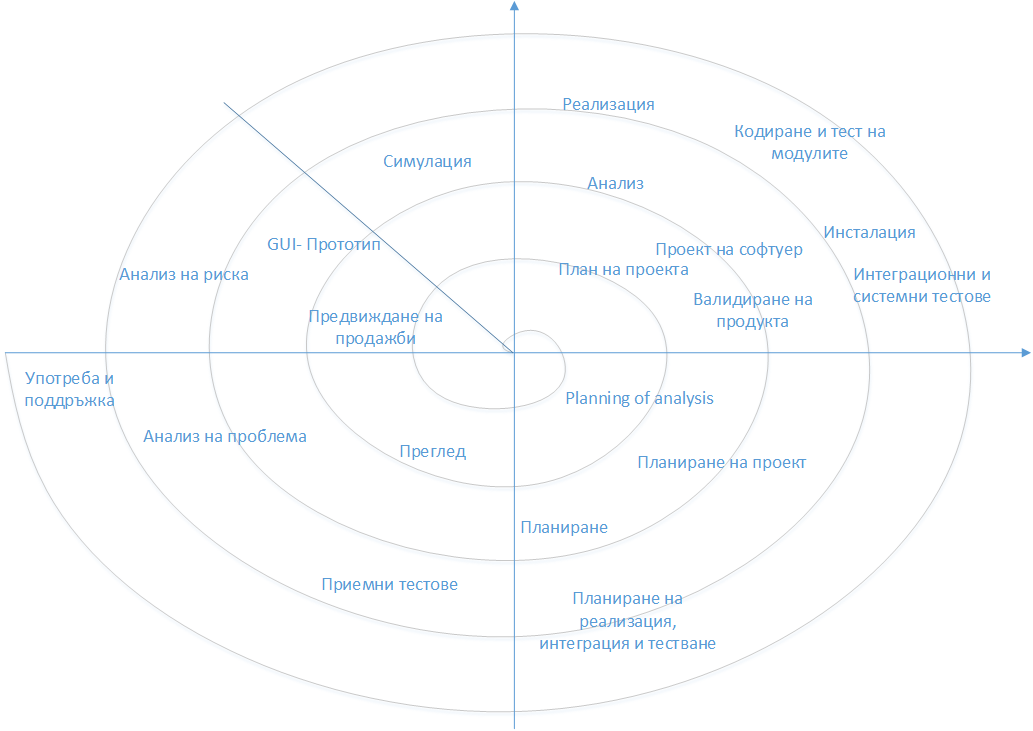 Реализация
Кодиране и тест на
модулите
Симулация
Анализ
Инсталация
GUI- Прототип
Проект на софтуер
План на проекта
Анализ на риска
Интеграционни и
системни тестове
Валидиране на
продукта
Предвиждане на
продажби
Употреба и
поддръжка
Planning of analysis
Анализ на проблема
Преглед
Планиране на проект
Планиране
Приемни тестове
Планиране на
реализация,
интеграция и тестване